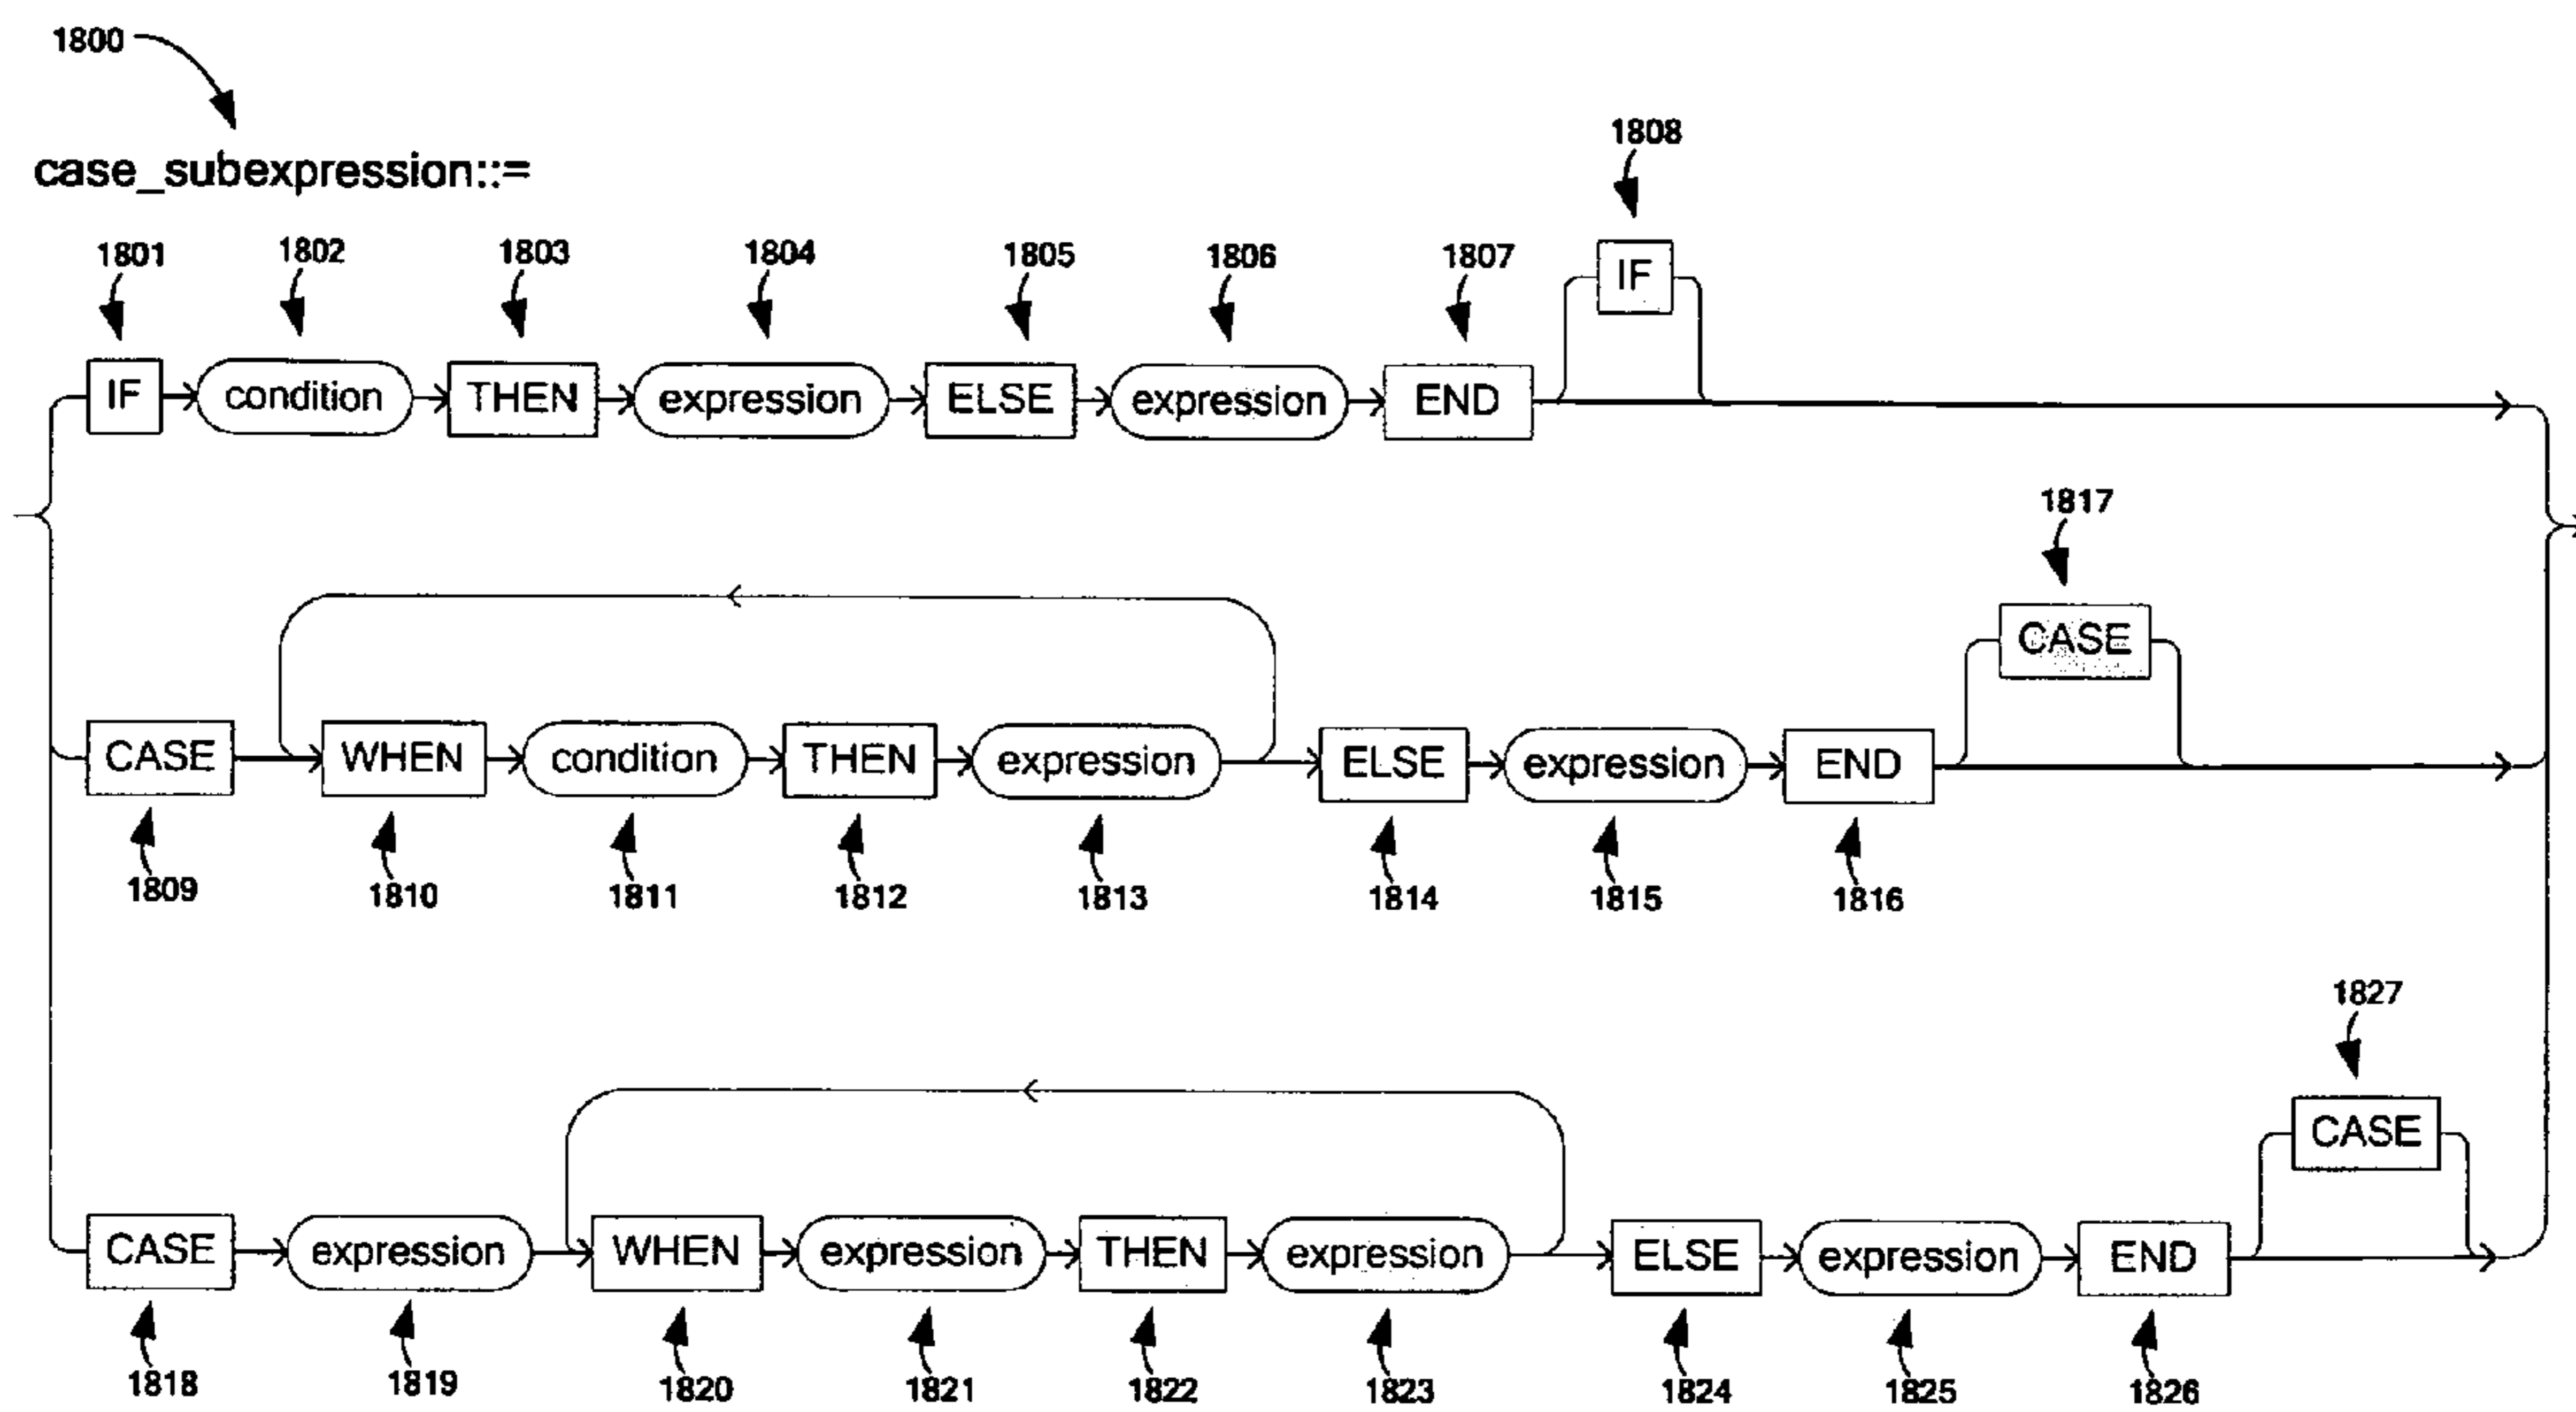 1800
case_subexpression::=
1808
1801 1802 1803 1804 1805 1806 1807
IF
IF condition THEN expression ELSE expression END
1817
CASE
CASE WHEN condition THEN expression ELSE expression END
1809 1810 1811 1812 1813 1814 1815 1816
1827
CASE
CASE expression WHEN expression THEN expression ELSE expression END
1818 1819 1820 1821 1822 1823 1824 1825 1826